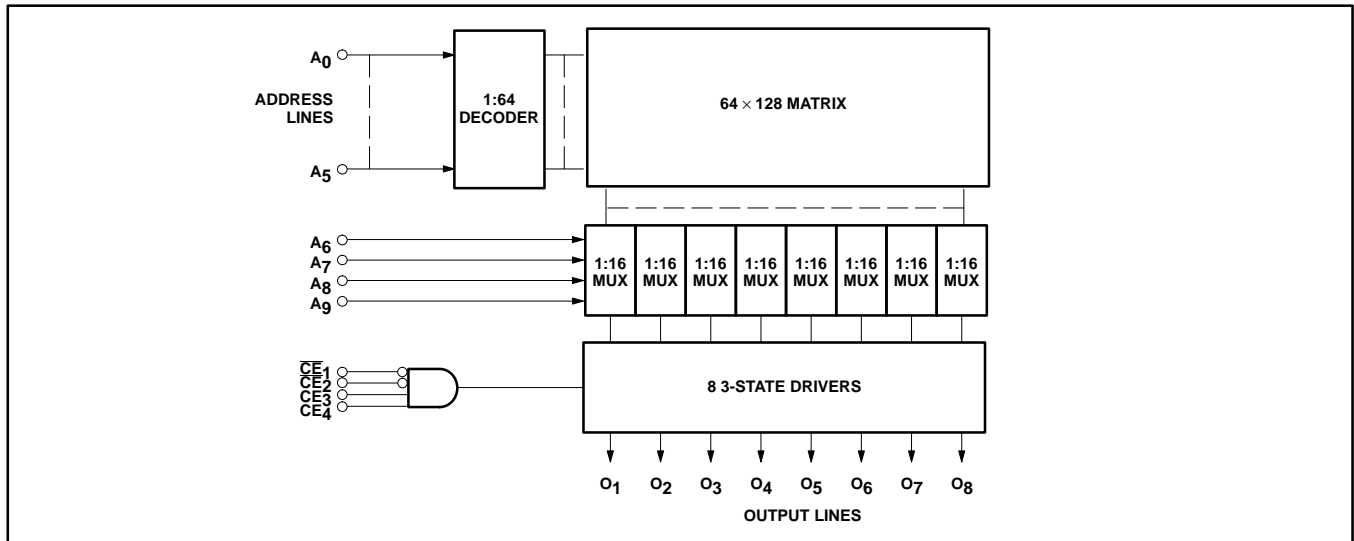 A0
ADDRESS
LINES
A5
1:64
DECODER
64 × 128 MATRIX
A6
A7
A8
A9
1:16
MUX
1:16
MUX
1:16
MUX
1:16
MUX
1:16
MUX
1:16
MUX
1:16
MUX
1:16
MUX
C̅E̅1
C̅E̅2
CE3
CE4
8 3-STATE DRIVERS
O1 O2 O3 O4 O5 O6 O7 O8
OUTPUT LINES